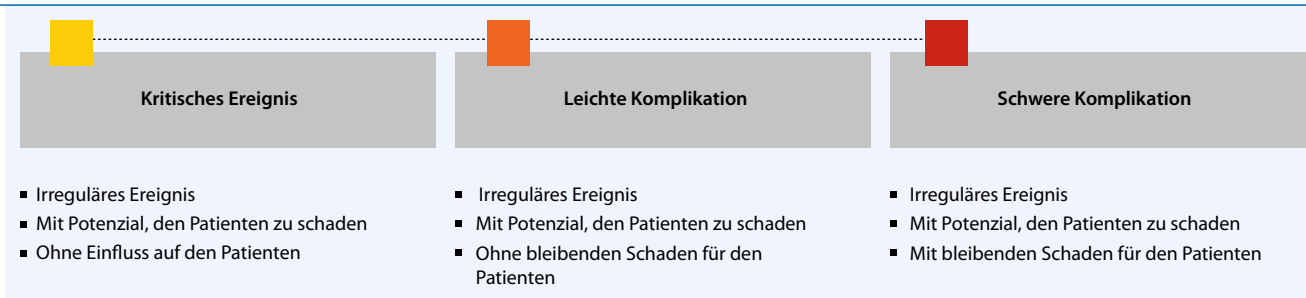 Kritisches Ereignis
Leichte Komplikation
Schwere Komplikation
▪ Irreguläres Ereignis
▪ Mit Potenzial, den Patienten zu schaden
▪ Ohne Einfluss auf den Patienten
▪ Irreguläres Ereignis
▪ Mit Potenzial, den Patienten zu schaden
▪ Ohne bleibenden Schaden für den
Patienten
▪ Irreguläres Ereignis
▪ Mit Potenzial, den Patienten zu schaden
▪ Mit bleibenden Schaden für den Patienten